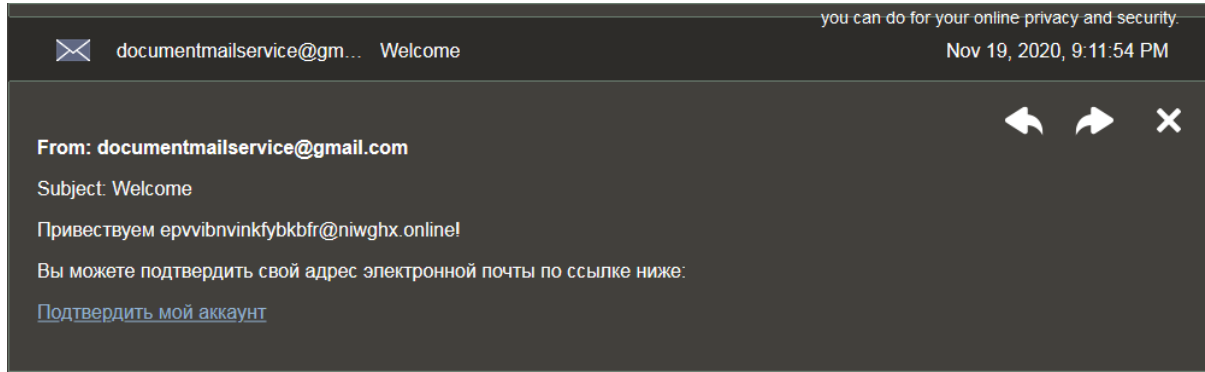 you can do for your online privacy and security.
documentmailservice@gm... Welcome Nov 19, 2020, 9:11:54 PM
From: documentmailservice@gmail.com
Subject: Welcome
Привествуем epvvibnvinkfybkbfr@niwghx.online!
Вы можете подтвердить свой адрес электронной почты по ссылке ниже:
Подтвердить мой аккаунт